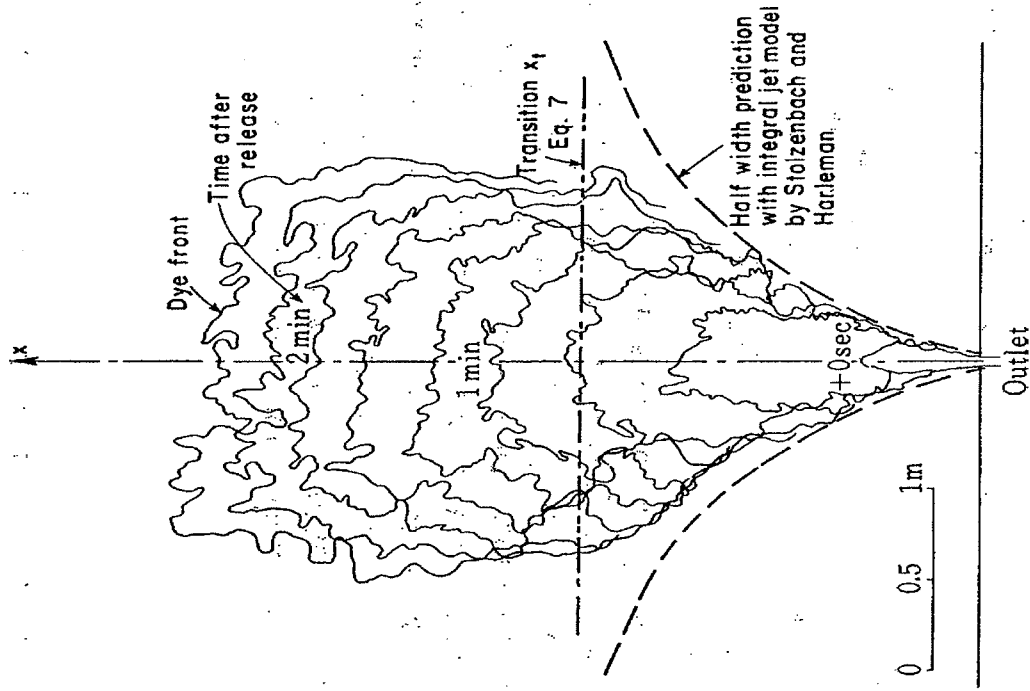 x
Dye front
Time after
release
2 min
1 min
Transition xt
Eq. 7
+0sec
Half width prediction
with integral jet model
by Stolzenbach and
Harleman
0 0.5 1m
Outlet